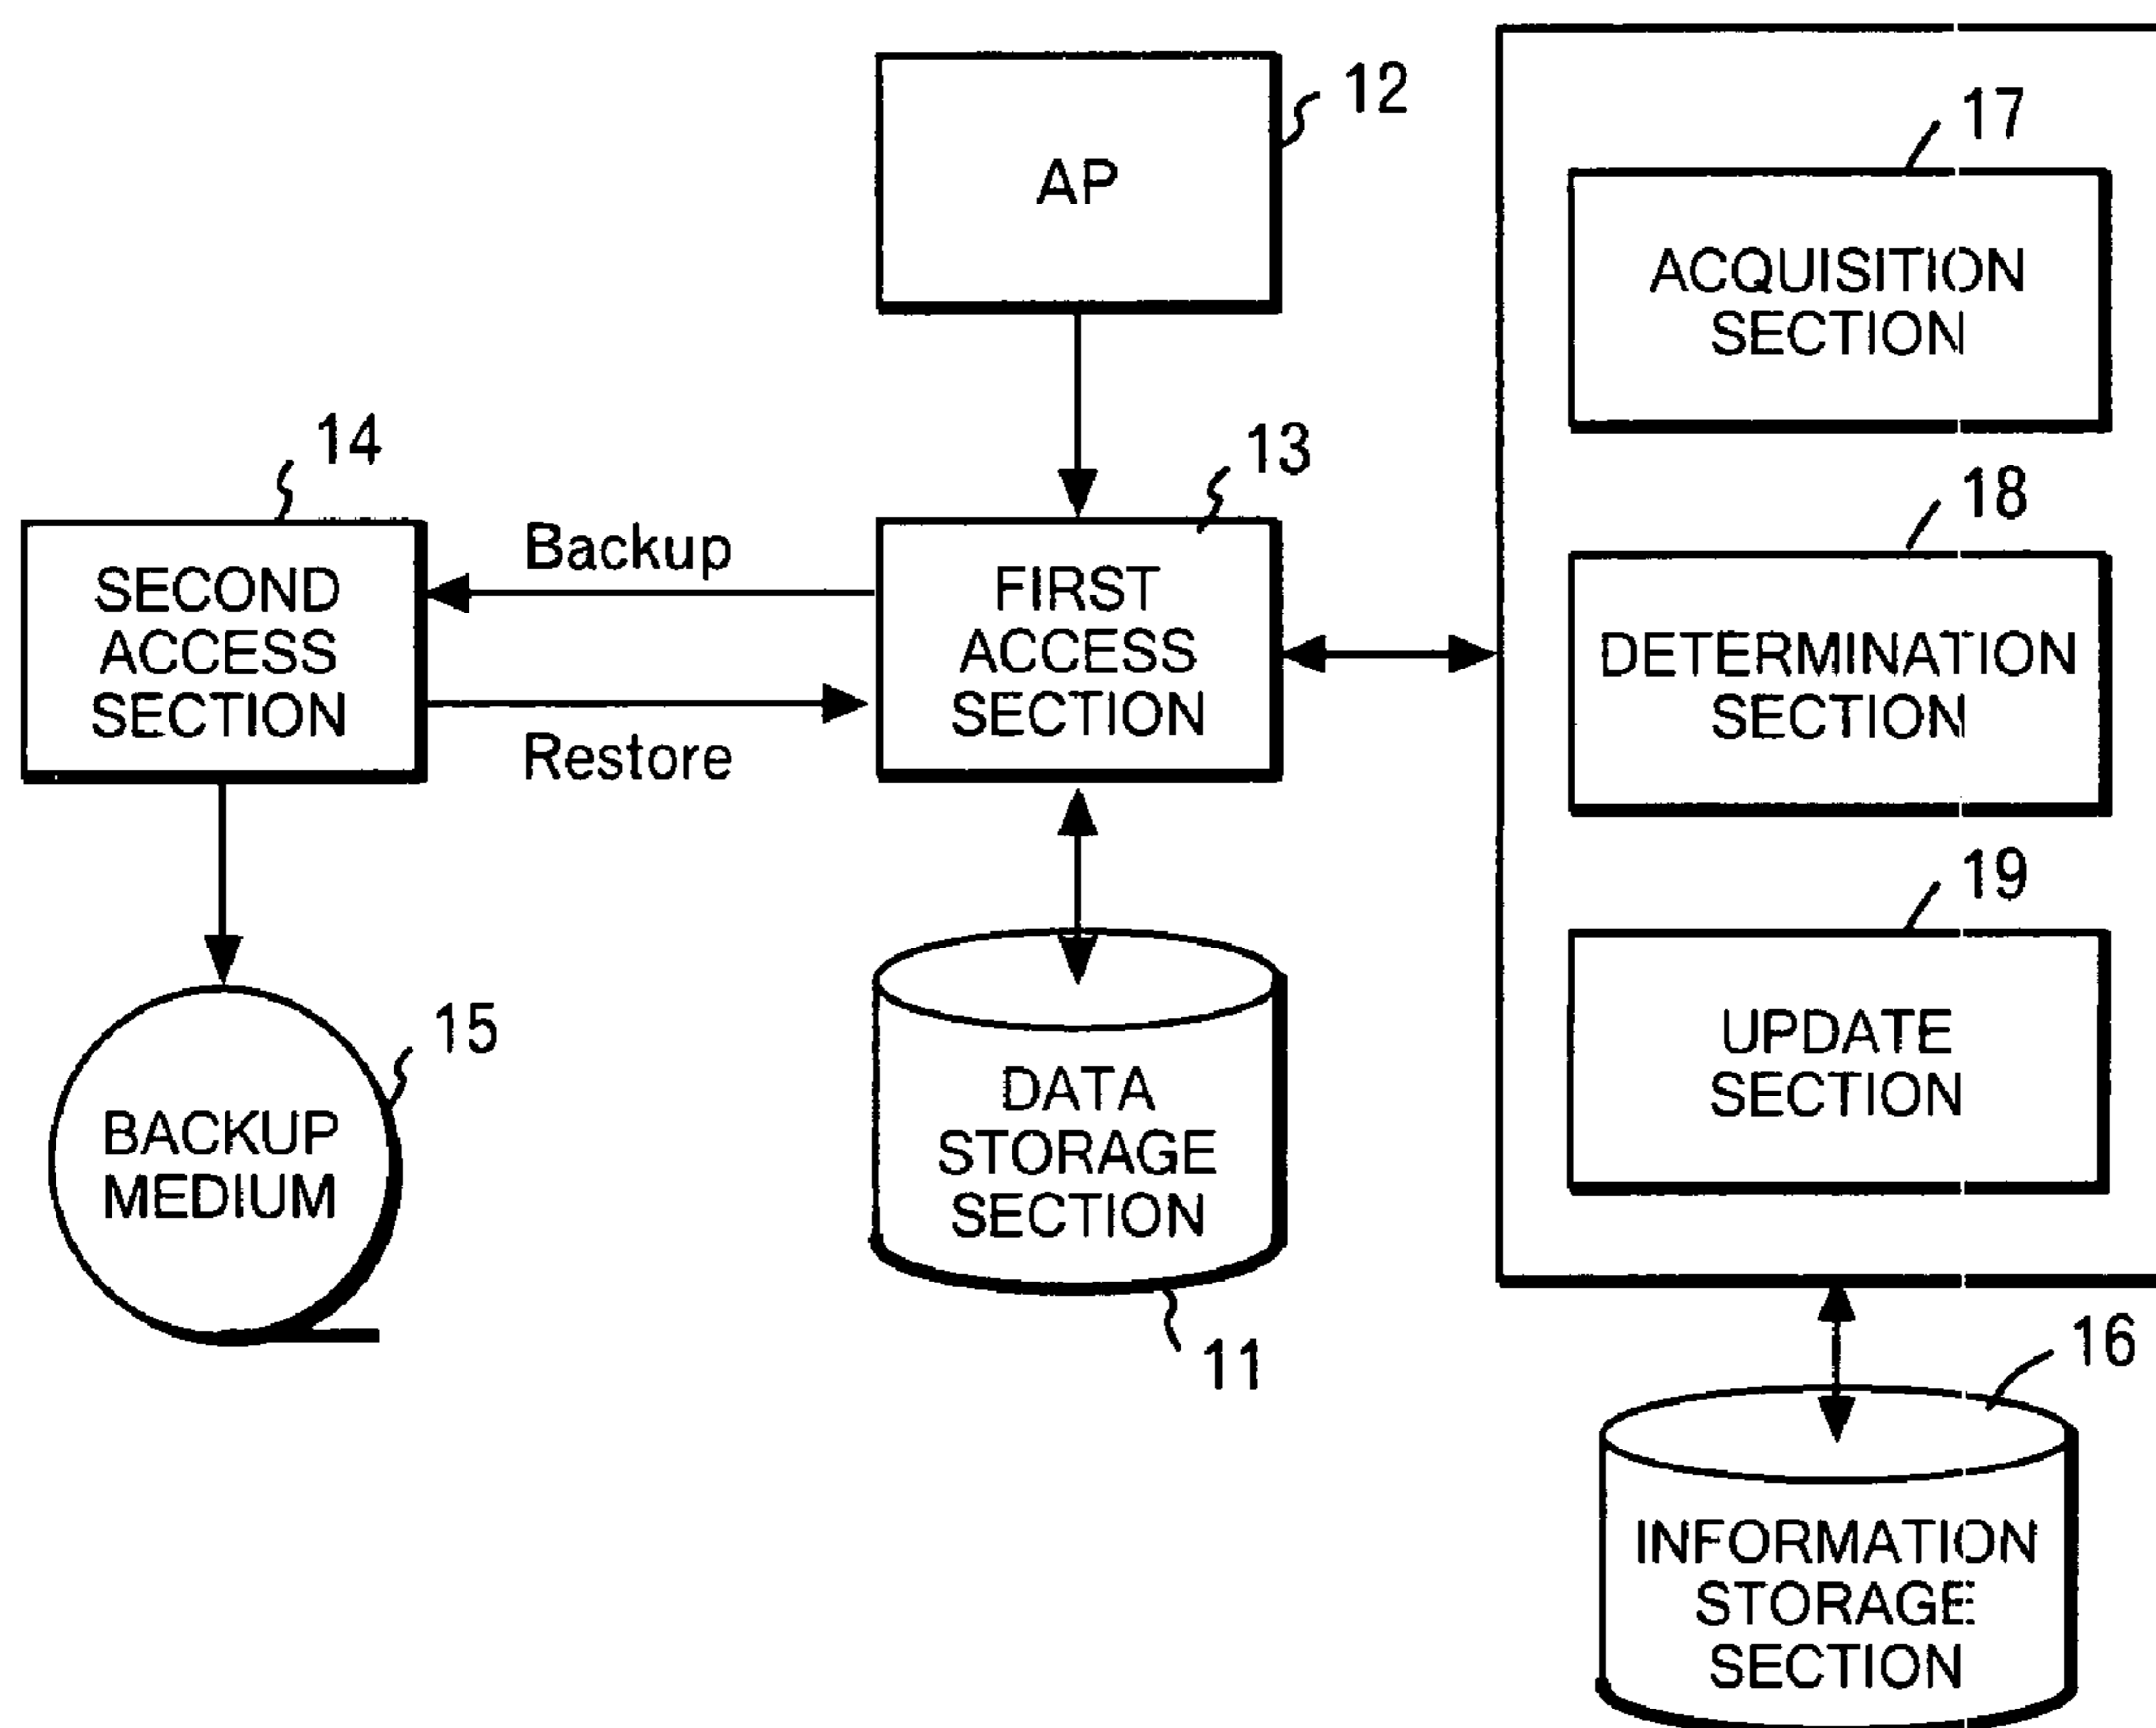 12
AP
17
ACQUISITION
SECTION
14
13
18
SECOND
ACCESS
SECTION
Backup
Restore
FIRST
ACCESS
SECTION
DETERMINATION
SECTION
19
UPDATE
SECTION
15
BACKUP
MEDIUM
DATA
STORAGE
SECTION
11
16
INFORMATION
STORAGE
SECTION